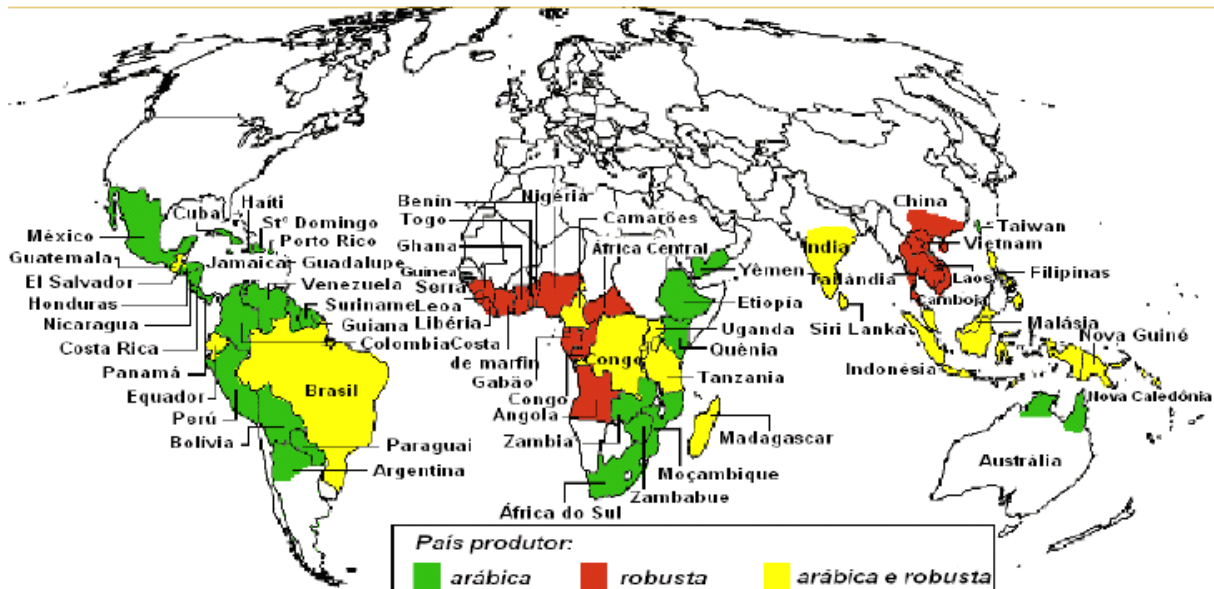 Haiti
Cuba
Stº Domingo
Porto Rico
México
Jamaica
Guadalupe
Guatemala
El Salvador
Venezuela
Honduras
Suriname
Nicaragua
Guiana
Costa Rica
Colombia
Panamá
Equador
Brasil
Perú
Bolívia
Paraguai
Argentina
Benin
Nigéria
Togo
Camarões
Ghana
África Central
Guinea
Serra
Leoa
Libéria
Costa
de marfin
Gabão
Congo
Congo
Angola
Zambia
África do Sul
Yêmen
Etiopía
Uganda
Quênia
Tanzania
Madagascar
Moçambique
Zambabue
China
Taiwan
India
Vietnam
Tailândia
Laos
Filipinas
Camboja
Siri Lanka
Malásia
Nova Guiné
Indonésia
Nova Caledônia
Austrália
País produtor:
arábica
robusta
arábica e robusta